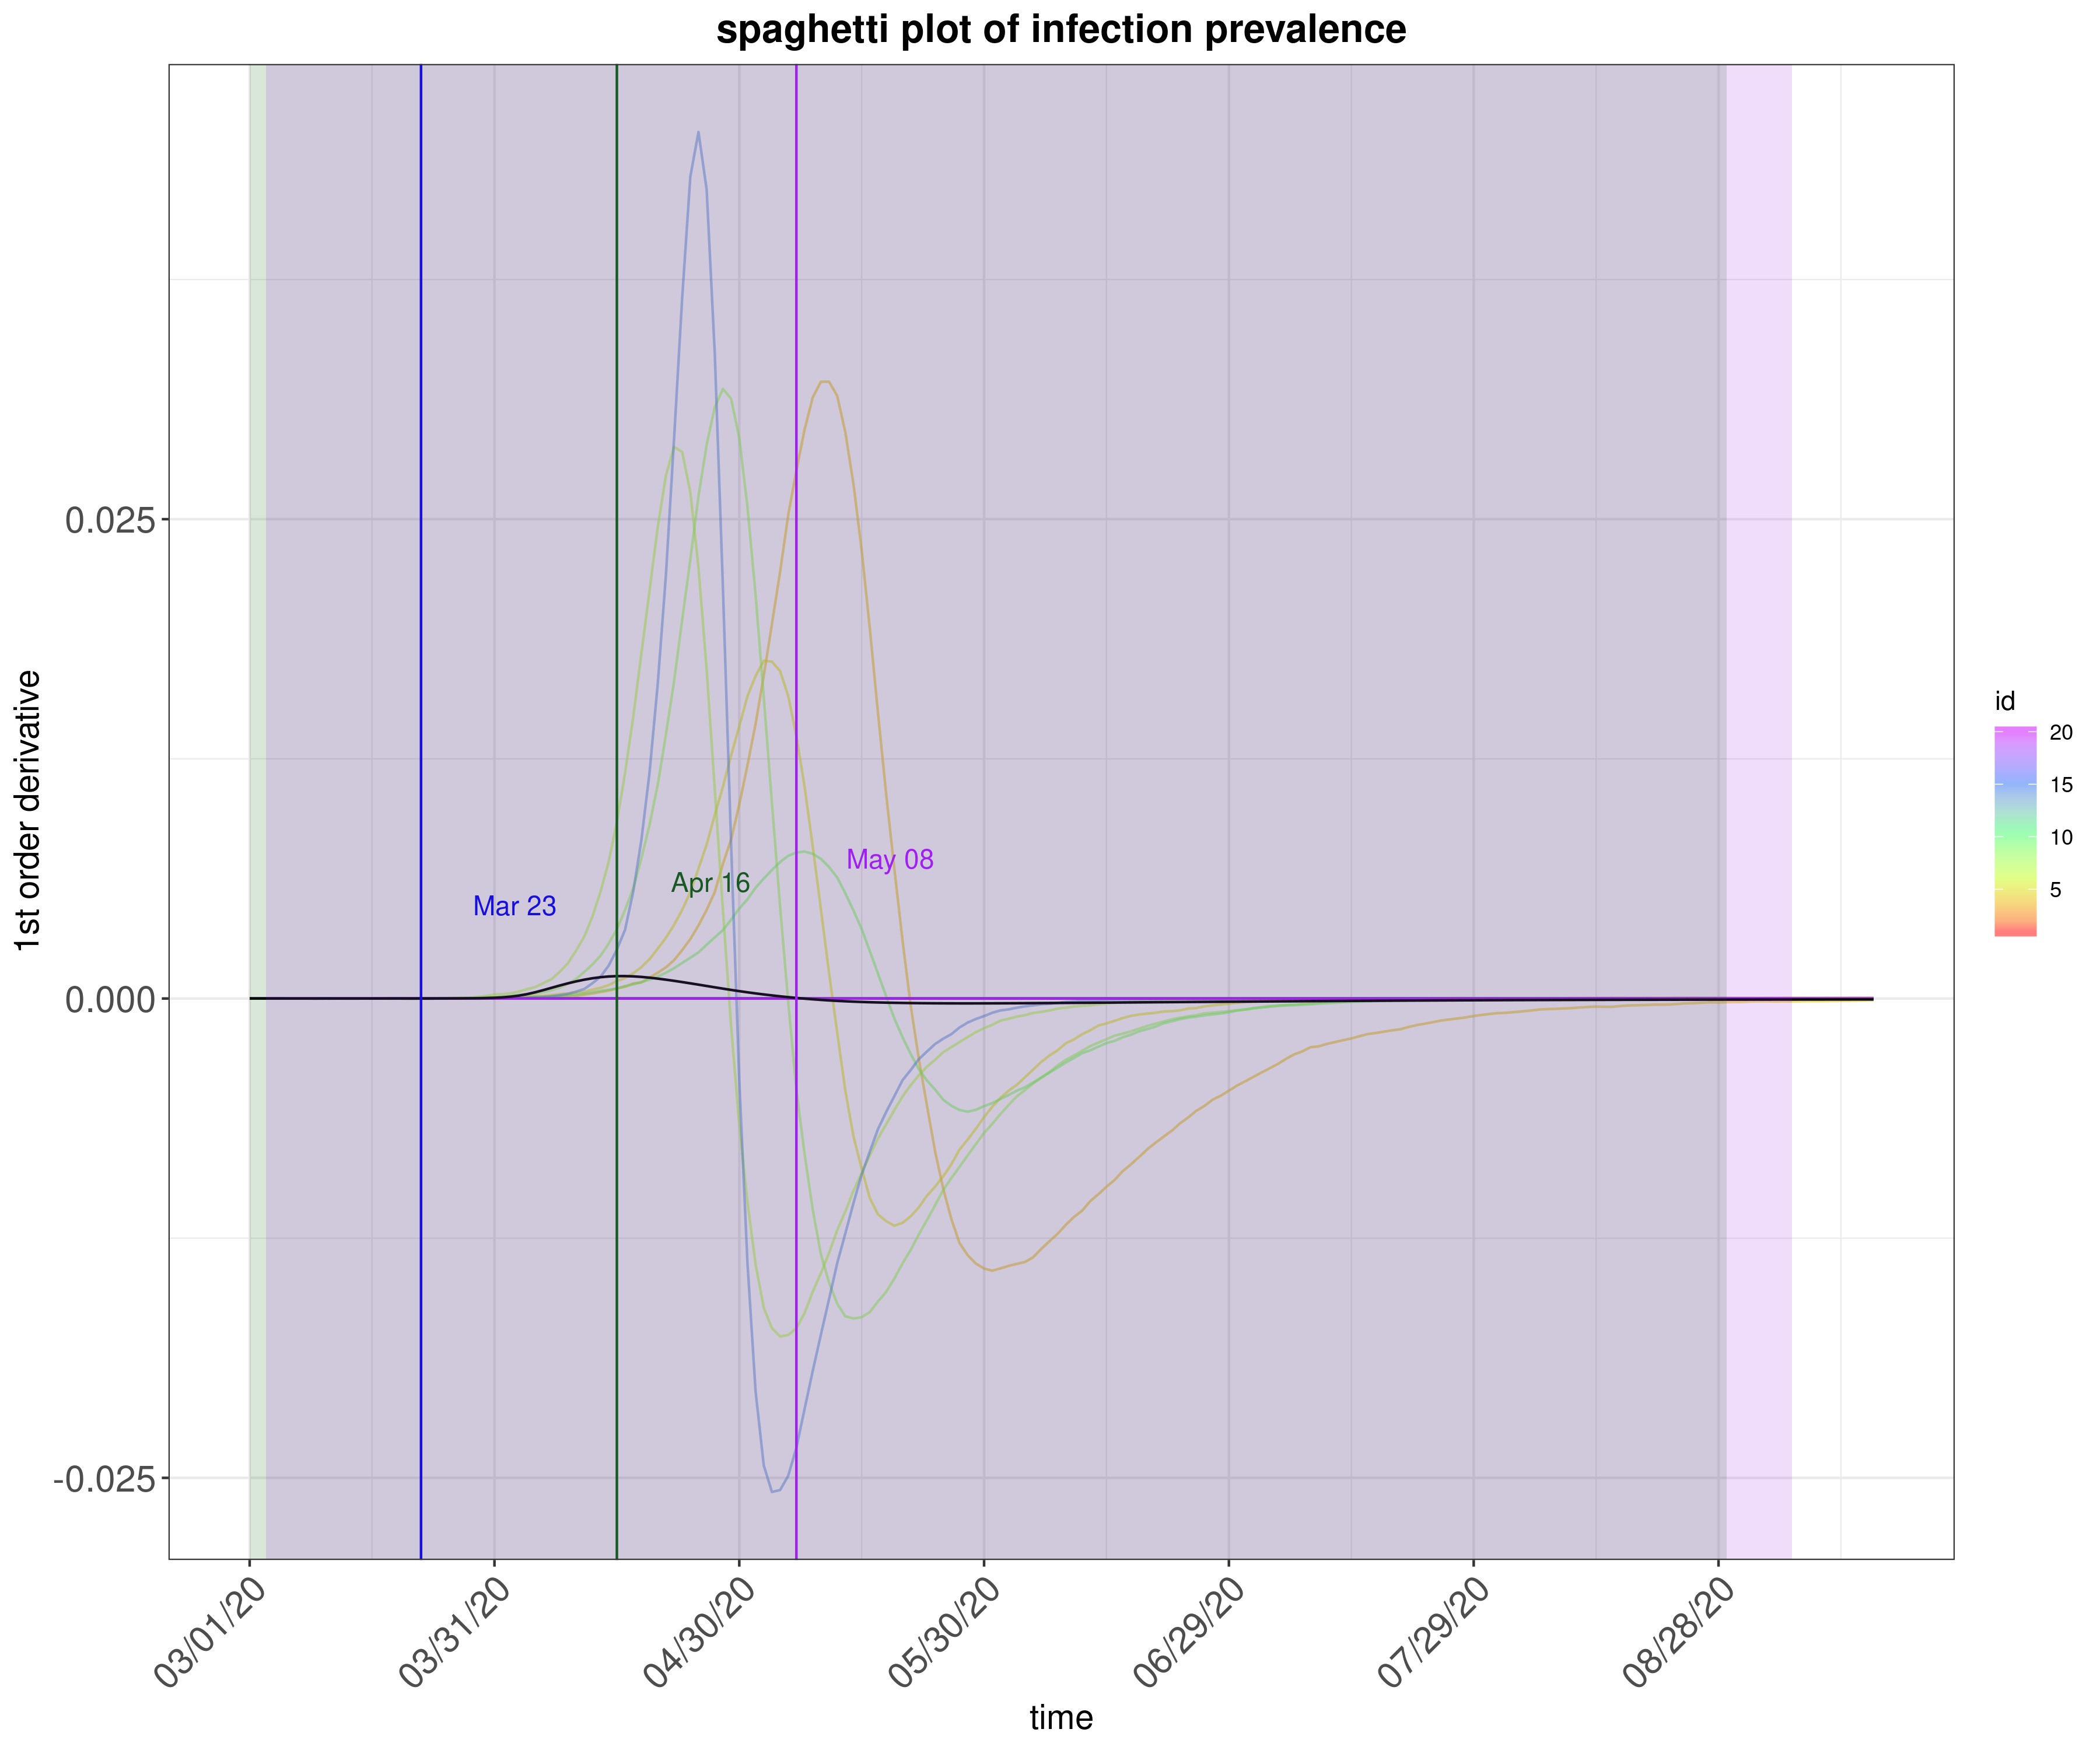 spaghetti plot of infection prevalence
1st order derivative
0.025
0.000
-0.025
Mar 23
Apr 16
May 08
id
20
15
10
5
03/01/20
03/31/20
04/30/20
05/30/20
06/29/20
07/29/20
08/28/20
time